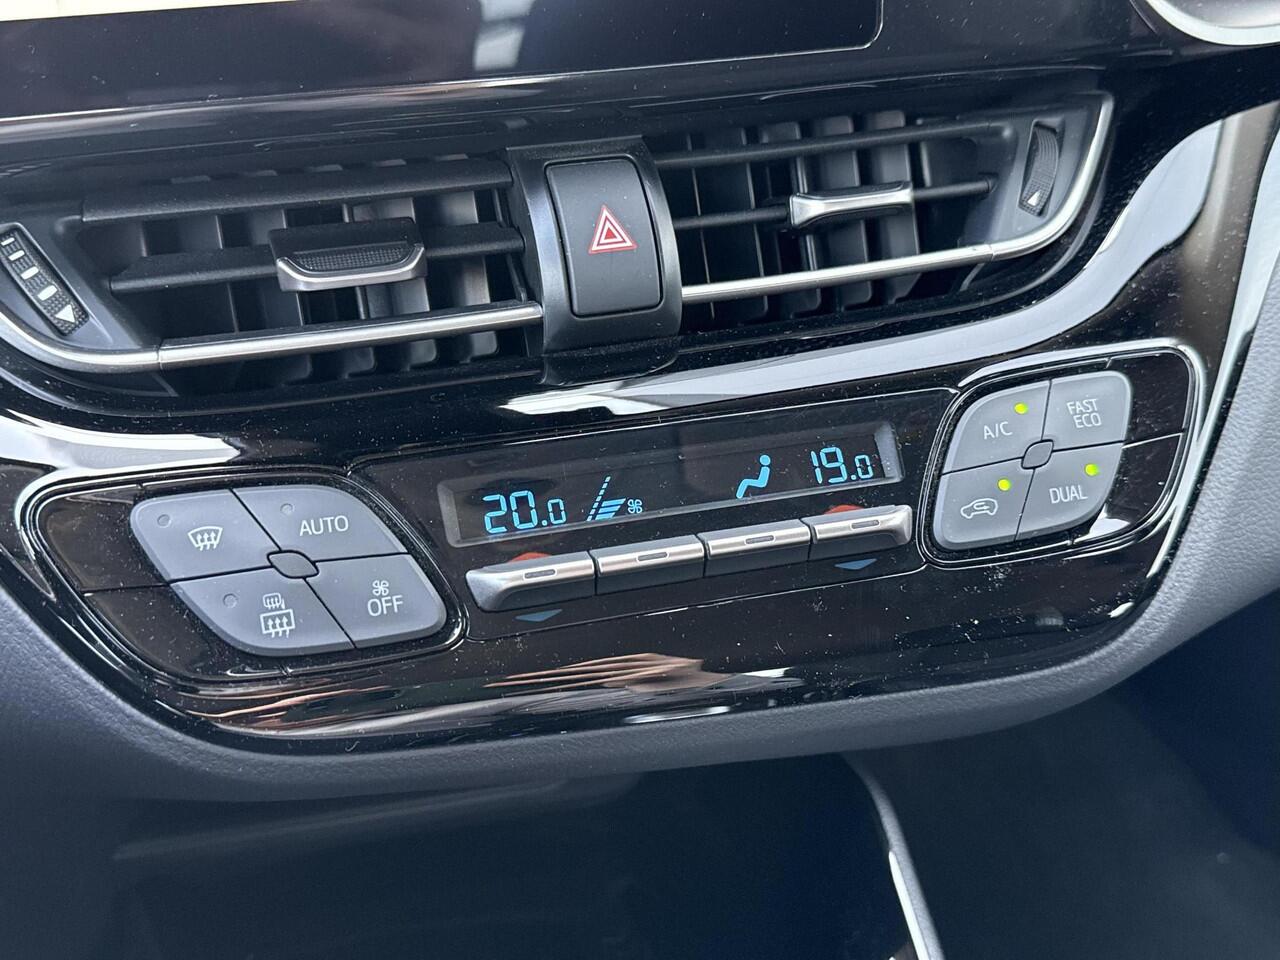 20.0
19.0
A/C
FAST
ECO
DUAL
AUTO
OFF